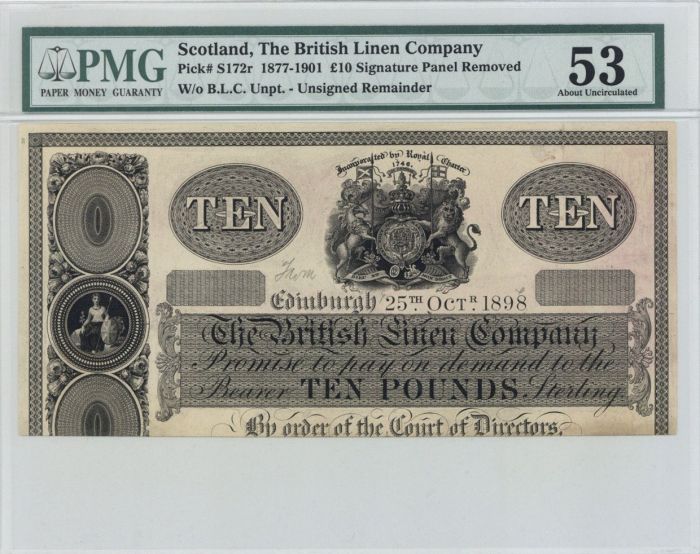 PMG
PAPER MONEY GUARANTY
Scotland, The British Linen Company
Pick# S172r 1877-1901 £10 Signature Panel Removed
W/o B.L.C. Unpt. - Unsigned Remainder
53
About Uncirculated
Incorporated by Royal Charter
1746.
TEN
TEN
Edinburgh 25TH OCTR. 1898
The British Linen Company
Promise to pay on demand to the
Bearer TEN POUNDS. Sterling
By order of the Court of Directors,